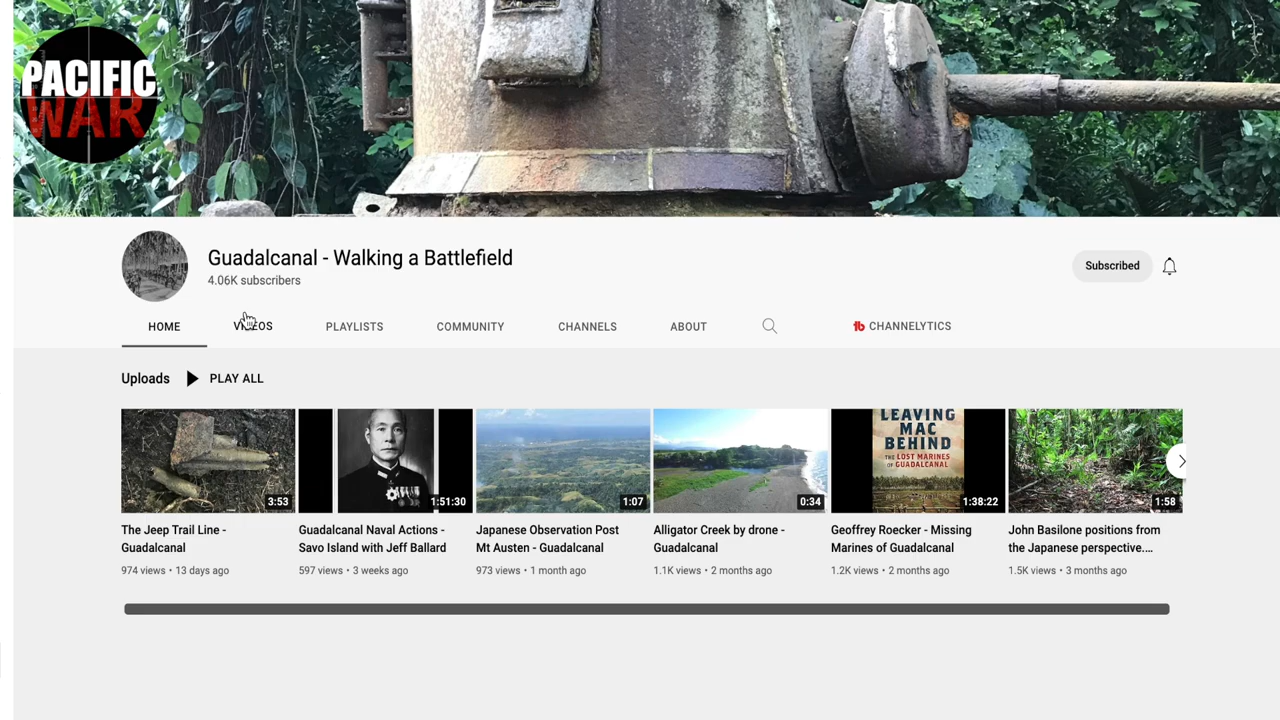 PACIFIC
WAR
Guadalcanal - Walking a Battlefield
4.06K subscribers
Subscribed
HOME
VIDEOS
PLAYLISTS
COMMUNITY
CHANNELS
ABOUT
CHANNELYTICS
Uploads
PLAY ALL
3:53
1:51:30
1:07
0:34
LEAVING
MAC
BEHIND
THE LOST MARINES
OF GUADALCANAL
1:38:22
1:58
The Jeep Trail Line -
Guadalcanal
974 views • 13 days ago
Guadalcanal Naval Actions -
Savo Island with Jeff Ballard
597 views • 3 weeks ago
Japanese Observation Post
Mt Austen - Guadalcanal
973 views • 1 month ago
Alligator Creek by drone -
Guadalcanal
1.1K views • 2 months ago
Geoffrey Roecker - Missing
Marines of Guadalcanal
1.2K views • 2 months ago
John Basilone positions from
the Japanese perspective....
1.5K views • 3 months ago